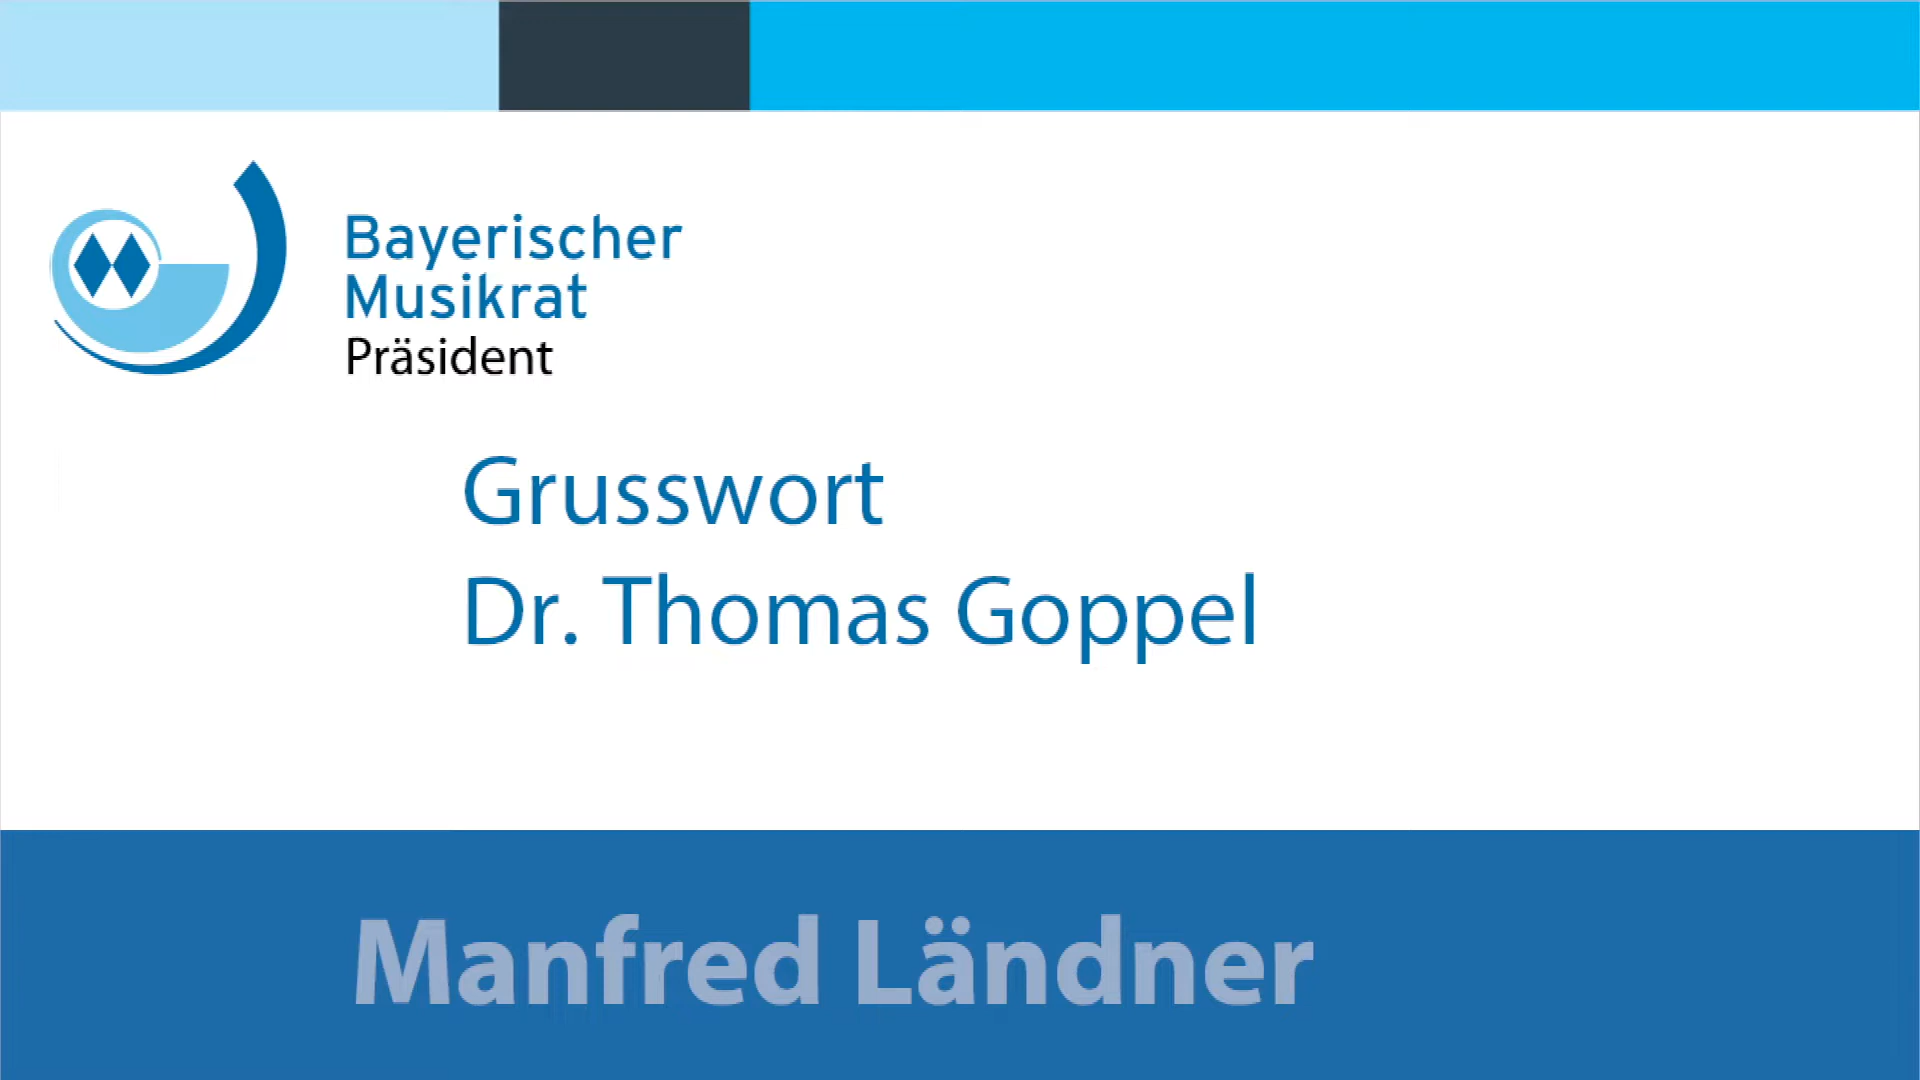 Bayerischer
Musikrat
Präsident
Grusswort
Dr. Thomas Goppel
Manfred Ländner